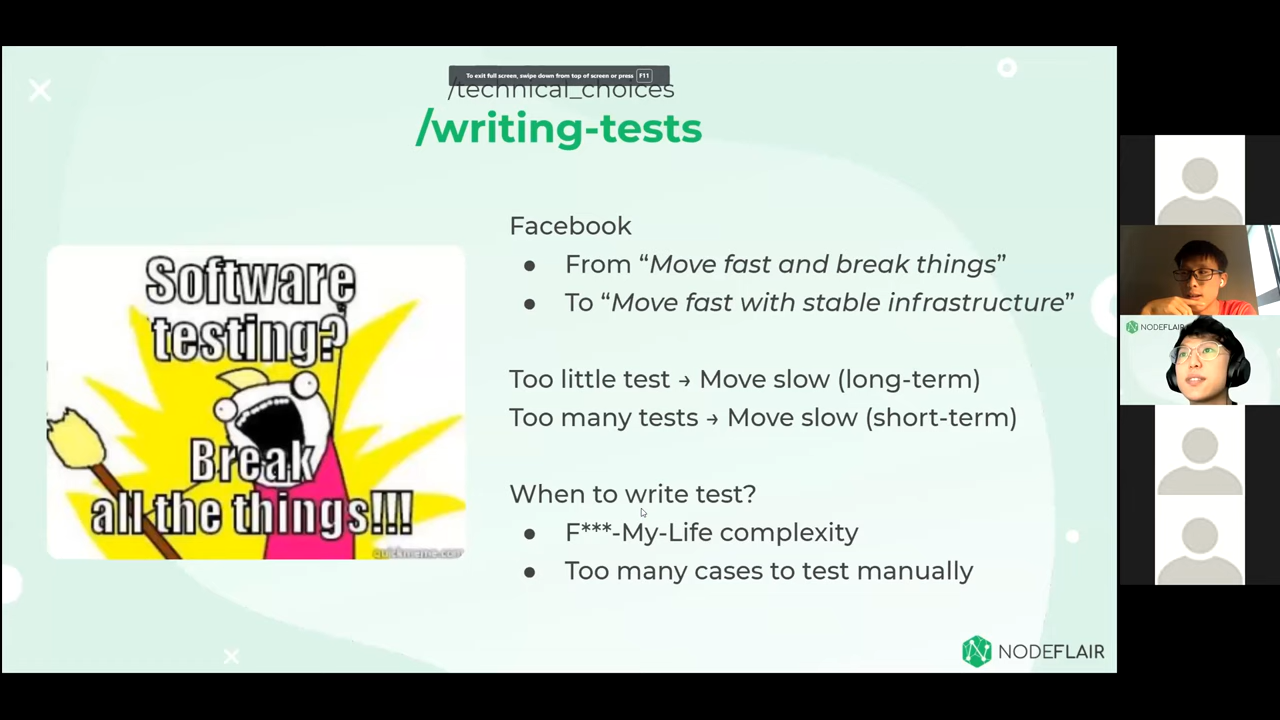 To exit full screen, swipe down from top of screen or press F11
/technical_choices
/writing-tests
Software
testing?
Break
all the things!!!
quickmeme.com
Facebook
● From “Move fast and break things”
● To “Move fast with stable infrastructure”
Too little test → Move slow (long-term)
Too many tests → Move slow (short-term)
When to write test?
● F***-My-Life complexity
● Too many cases to test manually
NODEFLAIR
NODEFLAIR